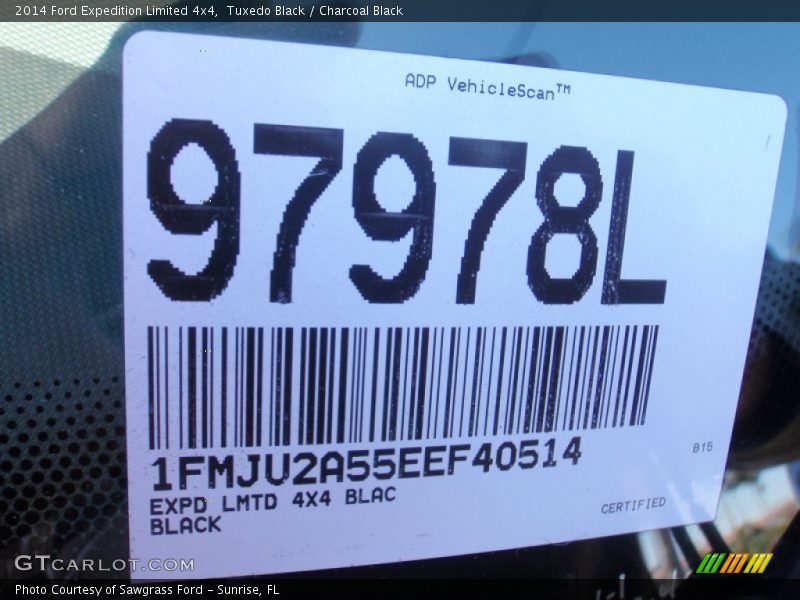 2014 Ford Expedition Limited 4x4,  Tuxedo Black / Charcoal Black
ADP VehicleScan™
97978L
1FMJU2A55EEF40514
EXPD LMTD 4X4 BLAC
BLACK
B15
CERTIFIED
GTCARLOT.COM
Photo Courtesy of Sawgrass Ford - Sunrise, FL